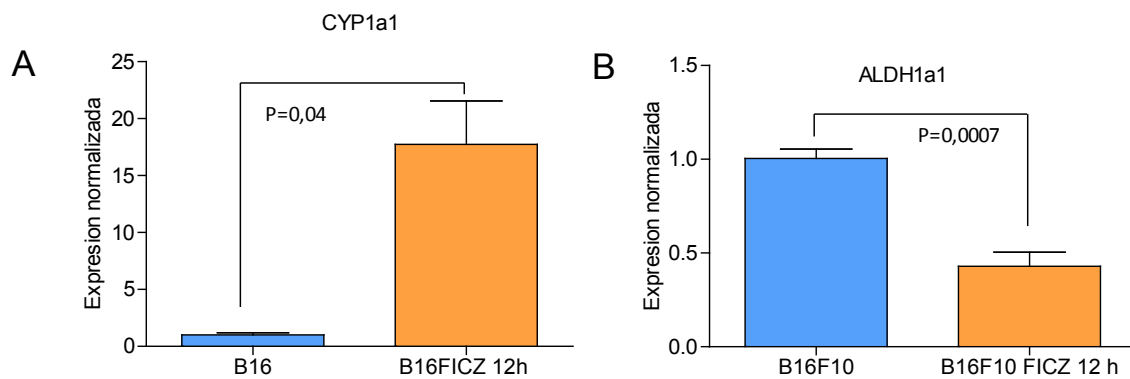 A
CYP1a1
Expresion normalizada
25
20
15
10
5
0
P=0,04
B16
B16FICZ 12h
B
ALDH1a1
Expresion normalizada
1.5
1.0
0.5
0.0
P=0,0007
B16F10
B16F10 FICZ 12 h